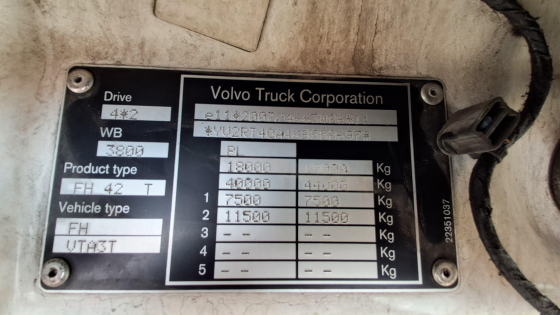 Volvo Truck Corporation
Drive
4*2
WB
3800
Product type
FH 42 T
Vehicle type
FH
VTA3T
PL
18000 Kg
40000 Kg
1 7500 7500 Kg
2 11500 11500 Kg
3 -- -- Kg
4 -- -- Kg
5 -- -- Kg
22351037